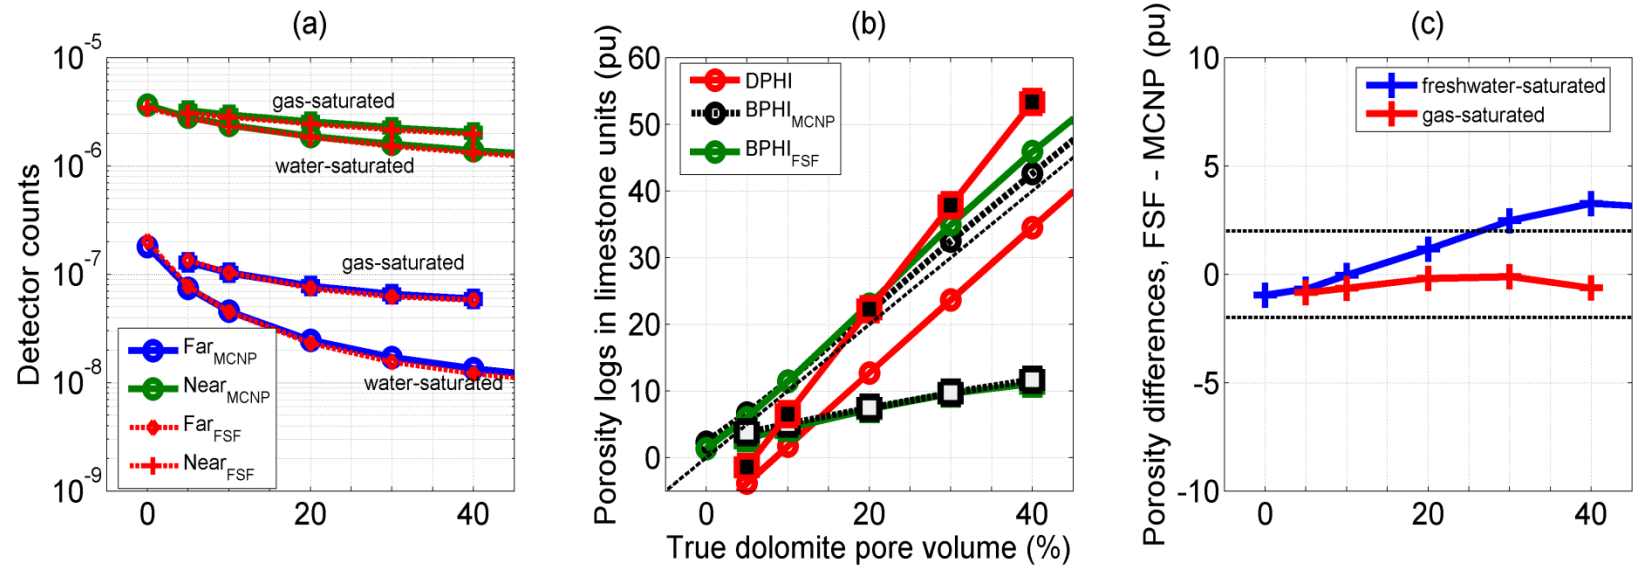 (a)
Detector counts
10^-5
10^-6
10^-7
10^-8
10^-9
gas-saturated
water-saturated
gas-saturated
water-saturated
Far_MCNP
Near_MCNP
Far_FSF
Near_FSF
0 20 40
(b)
Porosity logs in limestone units (pu)
60
50
40
30
20
10
0
DPHI
BPHI_MCNP
BPHI_FSF
0 20 40
True dolomite pore volume (%)
(c)
Porosity differences, FSF - MCNP (pu)
10
5
0
-5
-10
freshwater-saturated
gas-saturated
0 20 40